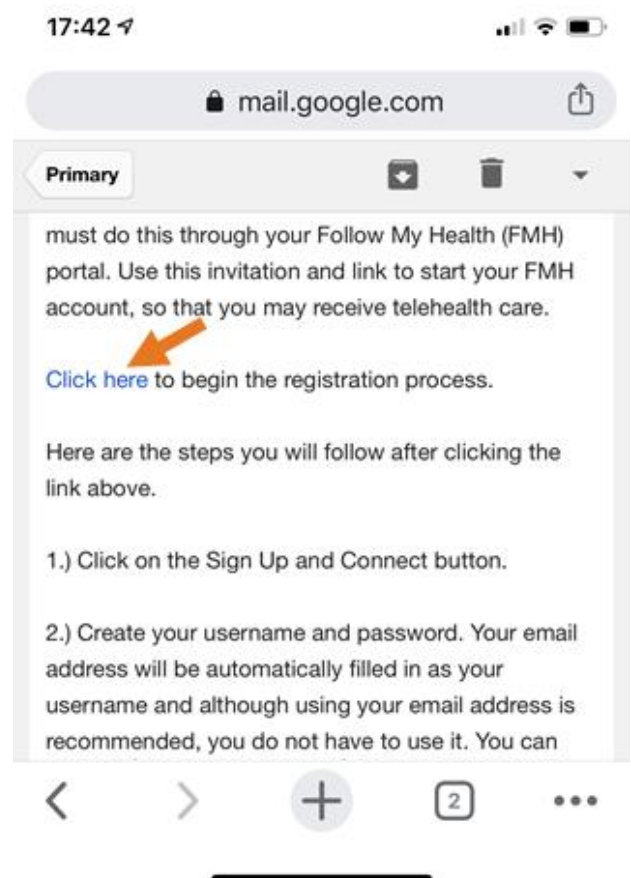 17:42
mail.google.com
Primary
must do this through your Follow My Health (FMH)
portal. Use this invitation and link to start your FMH
account, so that you may receive telehealth care.
Click here to begin the registration process.
Here are the steps you will follow after clicking the
link above.
1.) Click on the Sign Up and Connect button.
2.) Create your username and password. Your email
address will be automatically filled in as your
username and although using your email address is
recommended, you do not have to use it. You can
2